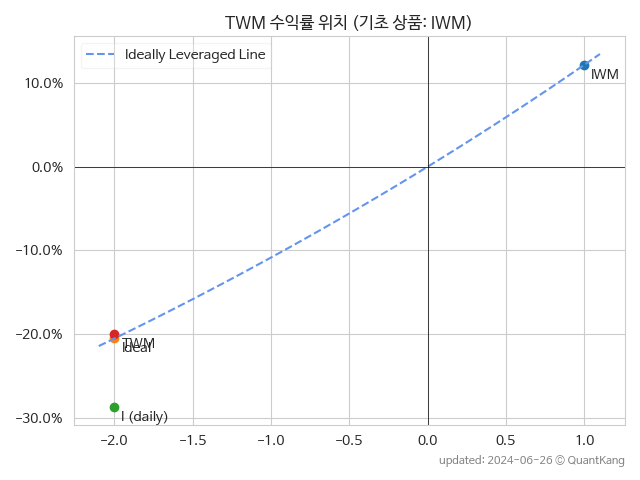 TWM 수익률 위치 (기초 상품: IWM)
Ideally Leveraged Line
10.0%
0.0%
−10.0%
−20.0%
−30.0%
IWM
TWM
Ideal
I (daily)
−2.0
−1.5
−1.0
−0.5
0.0
0.5
1.0
updated: 2024-06-26 © QuantKang